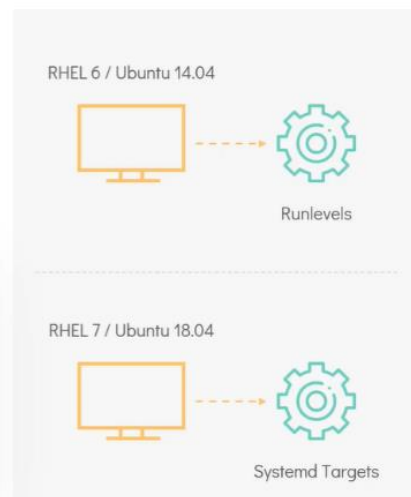 RHEL 6 / Ubuntu 14.04
Runlevels
RHEL 7 / Ubuntu 18.04
Systemd Targets